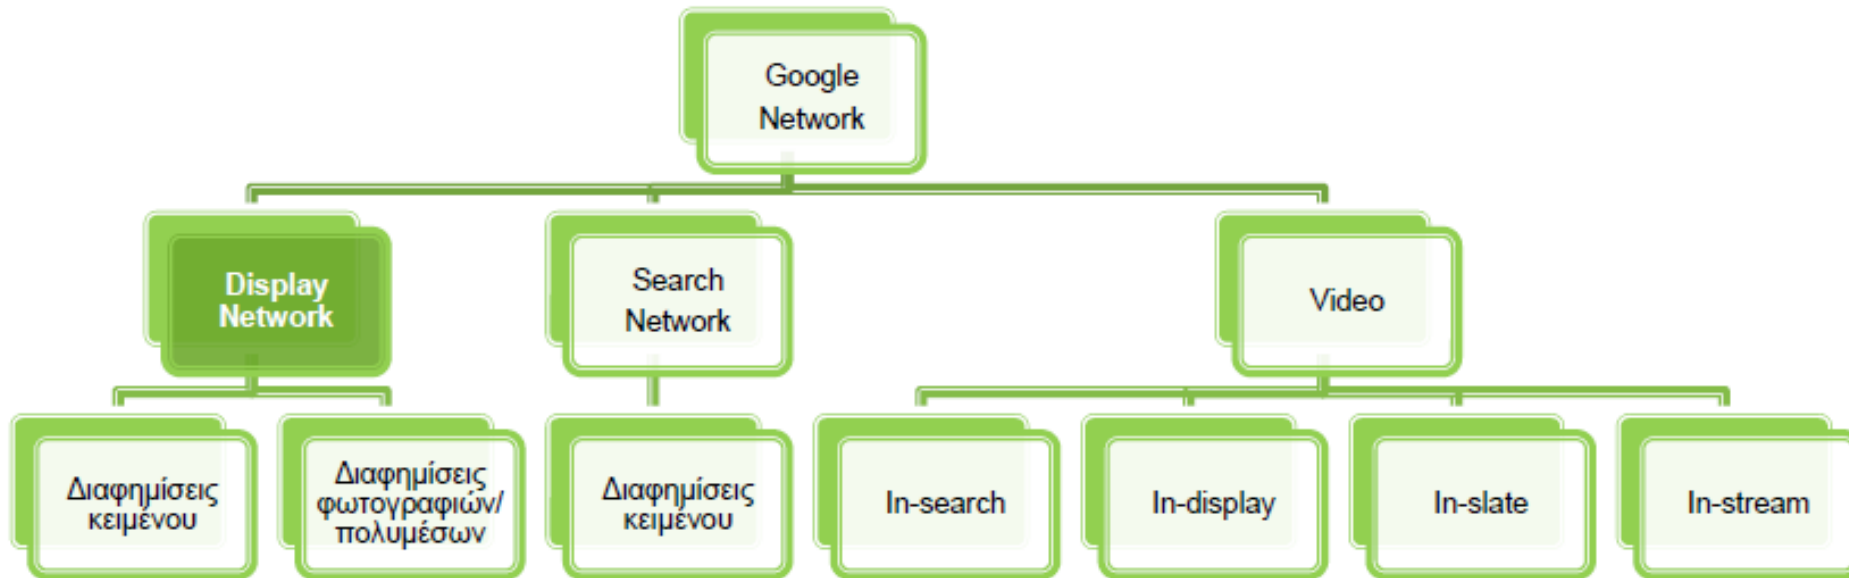 Google
Network
Display
Network
Search
Network
Video
Διαφημίσεις
κειμένου
Διαφημίσεις
φωτογραφιών/
πολυμέσων
Διαφημίσεις
κειμένου
In-search
In-display
In-slate
In-stream